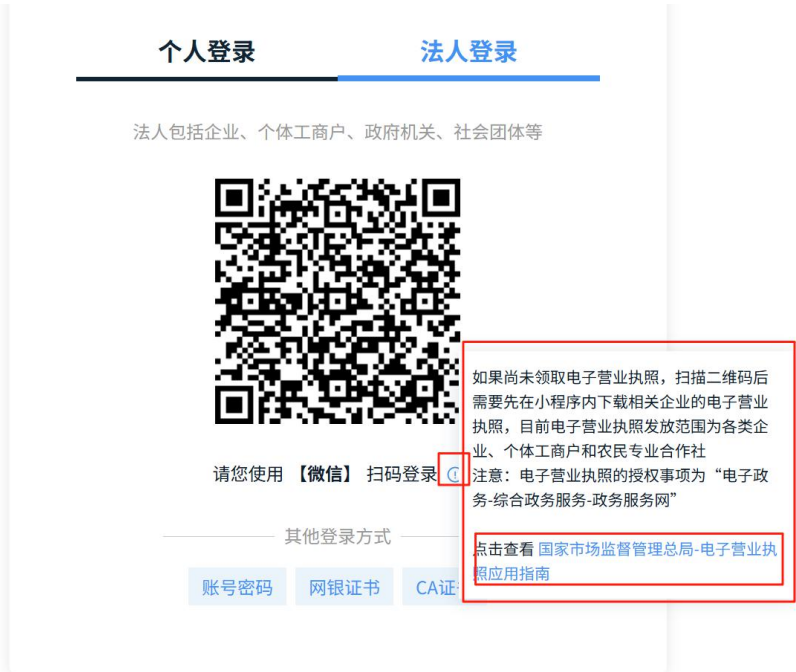 个人登录
法人登录
法人包括企业、个体工商户、政府机关、社会团体等
如果尚未领取电子营业执照，扫描二维码后
需要先在小程序内下载相关企业的电子营业
执照，目前电子营业执照发放范围为各类企
业、个体工商户和农民专业合作社
注意：电子营业执照的授权事项为“电子政
务-综合政务服务-政务服务网”
请您使用 【微信】 扫码登录
点击查看 国家市场监督管理总局-电子营业执
照应用指南
其他登录方式
账号密码
网银证书
CA证